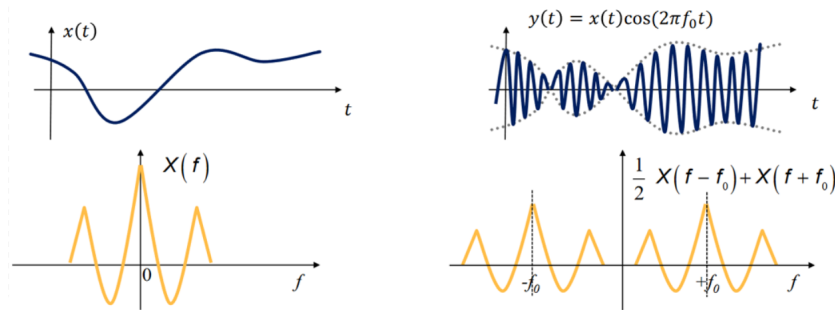 x(t)
t
y(t) = x(t)cos(2πf₀t)
t
X(f)
0
f
1/2 X(f − f₀) + X(f + f₀)
-f₀
+f₀
f